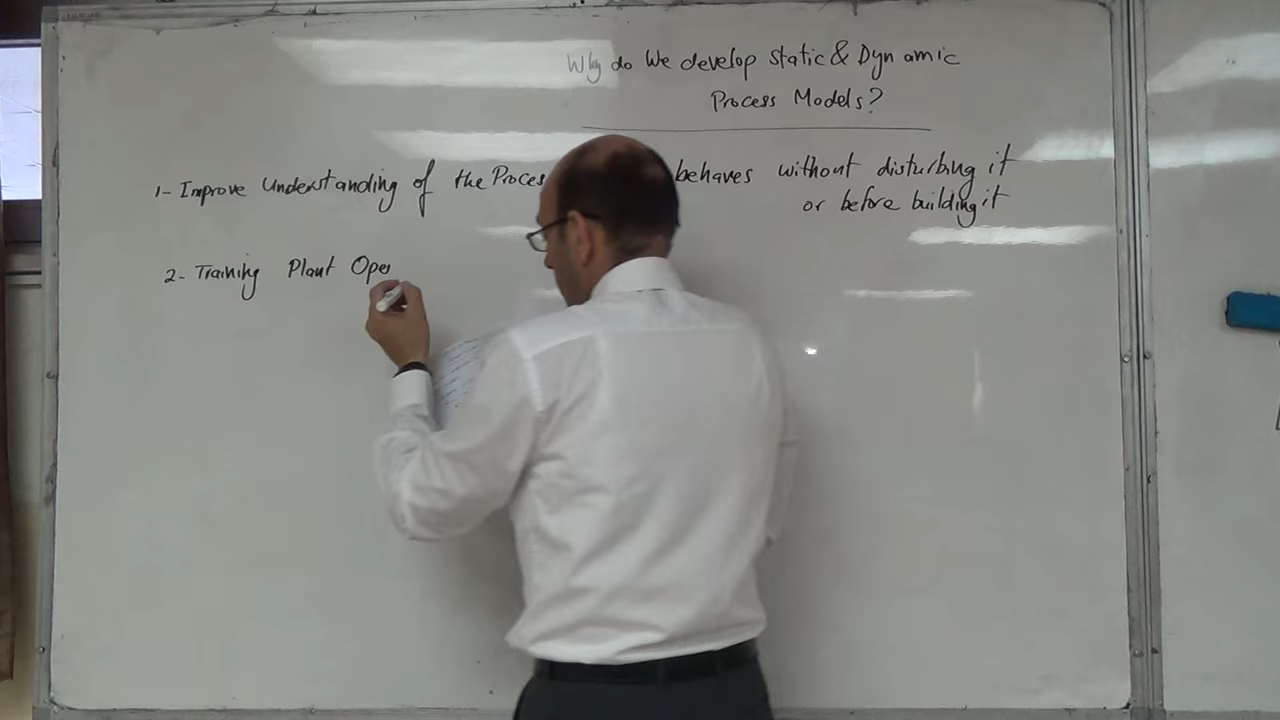 Why do We develop static & Dynamic
Process Models?
1- Improve Understanding of the Proces behaves without disturbing it
or before building it
2- Training Plant Ope